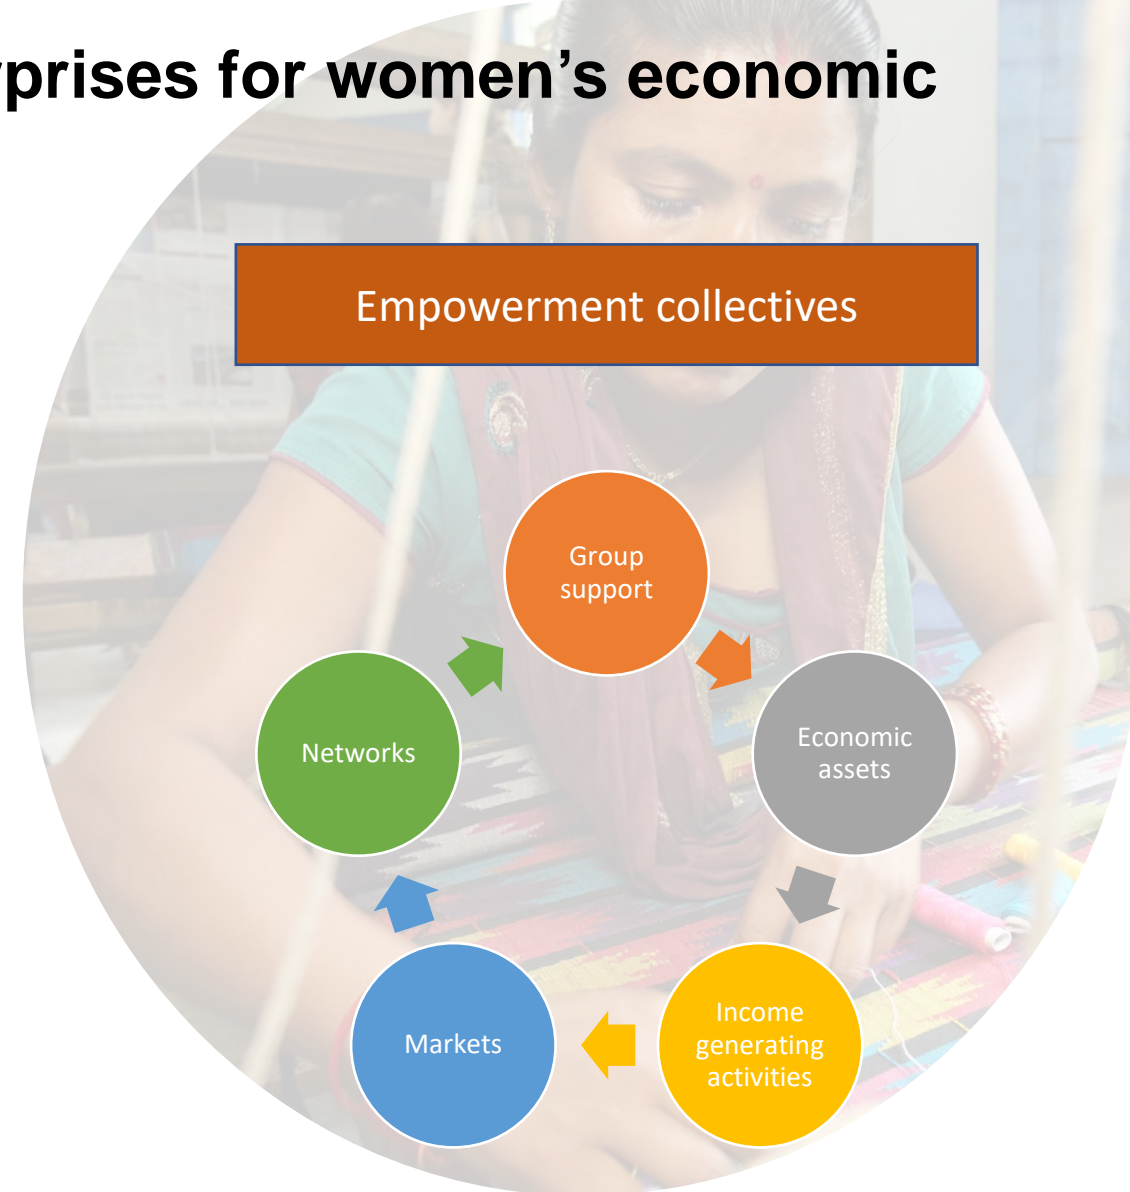 prises for women’s economic
Empowerment collectives
Group
support
Networks
Economic
assets
Markets
Income
generating
activities